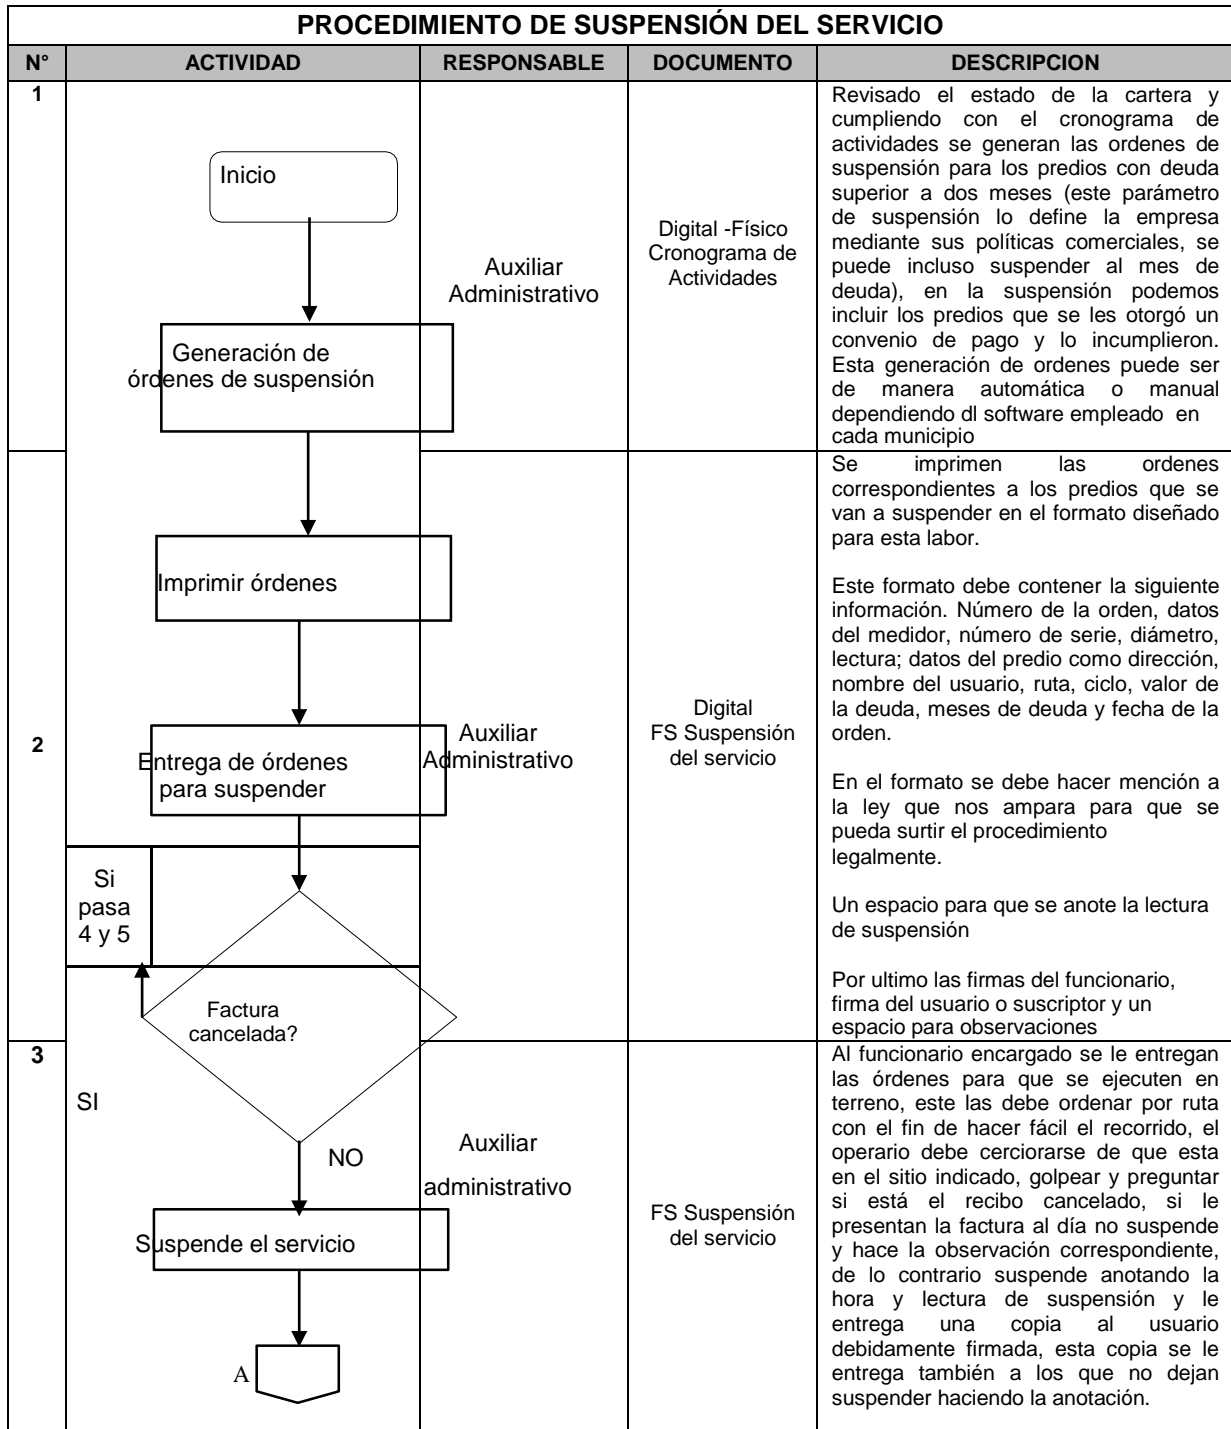 PROCEDIMIENTO DE SUSPENSIÓN DEL SERVICIO
N° ACTIVIDAD RESPONSABLE DOCUMENTO DESCRIPCION
1
Inicio
Generación de
órdenes de suspensión
Auxiliar
Administrativo
Digital -Físico
Cronograma de
Actividades
Revisado el estado de la cartera y
cumpliendo con el cronograma de
actividades se generan las ordenes de
suspensión para los predios con deuda
superior a dos meses (este parámetro
de suspensión lo define la empresa
mediante sus políticas comerciales, se
puede incluso suspender al mes de
deuda), en la suspensión podemos
incluir los predios que se les otorgó un
convenio de pago y lo incumplieron.
Esta generación de ordenes puede ser
de manera automática o manual
dependiendo dl software empleado en
cada municipio
2
Imprimir órdenes
Entrega de órdenes
para suspender
Si
pasa
4 y 5
Factura
cancelada?
Auxiliar
Administrativo
Digital
FS Suspensión
del servicio
Se imprimen las ordenes
correspondientes a los predios que se
van a suspender en el formato diseñado
para esta labor.
Este formato debe contener la siguiente
información. Número de la orden, datos
del medidor, número de serie, diámetro,
lectura; datos del predio como dirección,
nombre del usuario, ruta, ciclo, valor de
la deuda, meses de deuda y fecha de la
orden.
En el formato se debe hacer mención a
la ley que nos ampara para que se
pueda surtir el procedimiento
legalmente.
Un espacio para que se anote la lectura
de suspensión
Por ultimo las firmas del funcionario,
firma del usuario o suscriptor y un
espacio para observaciones
3
SI
NO
Suspende el servicio
A
Auxiliar
administrativo
FS Suspensión
del servicio
Al funcionario encargado se le entregan
las órdenes para que se ejecuten en
terreno, este las debe ordenar por ruta
con el fin de hacer fácil el recorrido, el
operario debe cerciorarse de que esta
en el sitio indicado, golpear y preguntar
si está el recibo cancelado, si le
presentan la factura al día no suspende
y hace la observación correspondiente,
de lo contrario suspende anotando la
hora y lectura de suspensión y le
entrega una copia al usuario
debidamente firmada, esta copia se le
entrega también a los que no dejan
suspender haciendo la anotación.